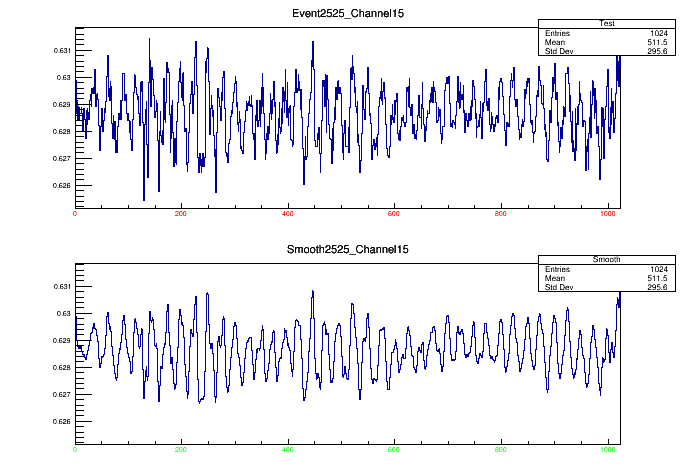 Event2525_Channel15
Test
Entries 1024
Mean 511.5
Std Dev 295.6
0.631
0.63
0.629
0.628
0.627
0.626
0 200 400 600 800 1000
Smooth2525_Channel15
Smooth
Entries 1024
Mean 511.5
Std Dev 295.6
0.631
0.63
0.629
0.628
0.627
0.626
0 200 400 600 800 1000